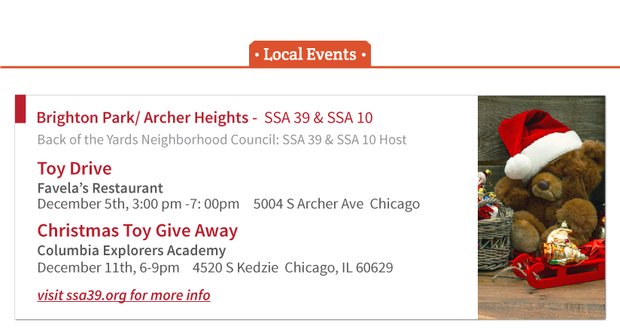 • Local Events •
Brighton Park/ Archer Heights - SSA 39 & SSA 10
Back of the Yards Neighborhood Council: SSA 39 & SSA 10 Host
Toy Drive
Favela's Restaurant
December 5th, 3:00 pm -7: 00pm 5004 S Archer Ave Chicago
Christmas Toy Give Away
Columbia Explorers Academy
December 11th, 6-9pm 4520 S Kedzie Chicago, IL 60629
visit ssa39.org for more info